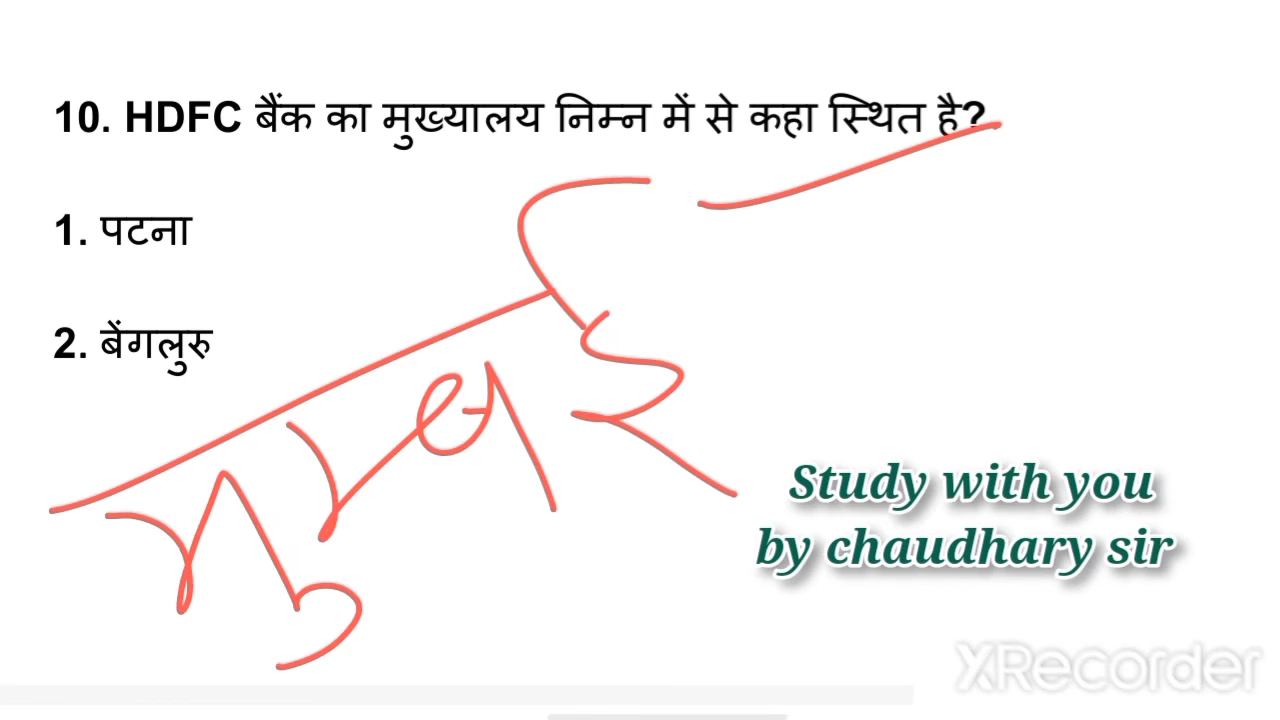 10. HDFC बैंक का मुख्यालय निम्न में से कहा स्थित है?
1. पटना
2. बेंगलुरु
मुम्बई
Study with you
by chaudhary sir
XRecorder